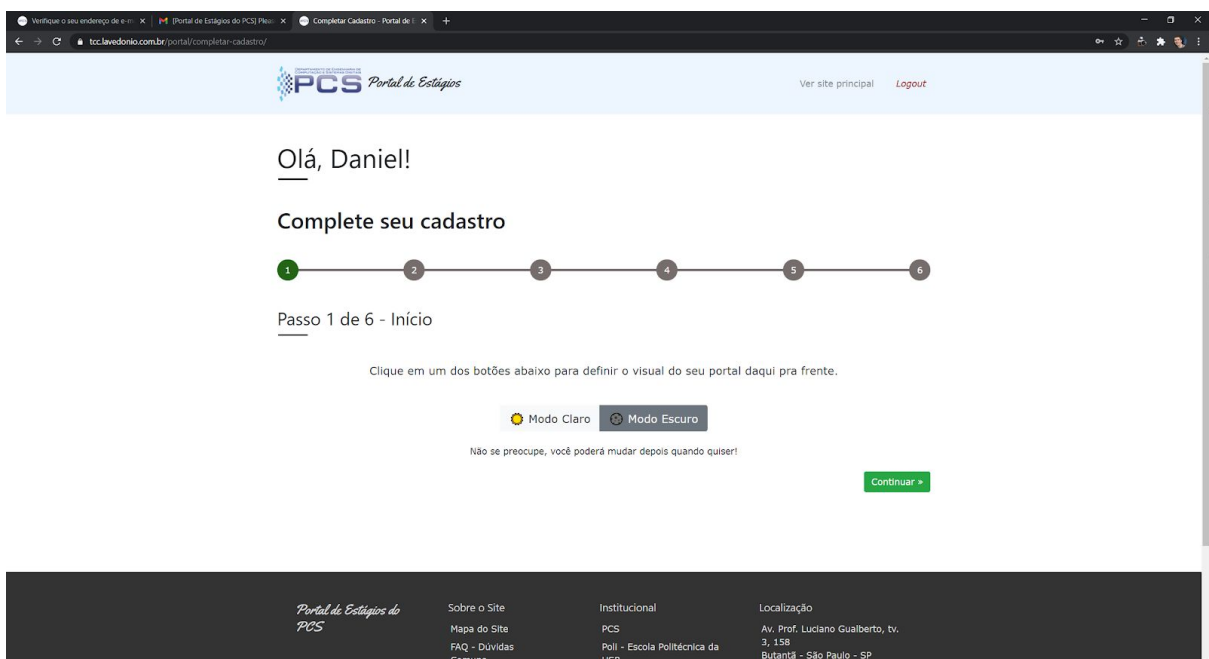 Verifique o seu endereço de e-m
[Portal de Estágios do PCS] Pleas
Completar Cadastro - Portal de E
tcc.lavedonio.com.br/portal/completar-cadastro/
PCS
Portal de Estágios
Ver site principal
Logout
Olá, Daniel!
Complete seu cadastro
1 2 3 4 5 6
Passo 1 de 6 - Início
Clique em um dos botões abaixo para definir o visual do seu portal daqui pra frente.
Modo Claro
Modo Escuro
Não se preocupe, você poderá mudar depois quando quiser!
Continuar »
Portal de Estágios do
PCS
Sobre o Site
Mapa do Site
FAQ - Dúvidas
Institucional
PCS
Poli - Escola Politécnica da
Localização
Av. Prof. Luciano Gualberto, tv.
3, 158
Butantã - São Paulo - SP